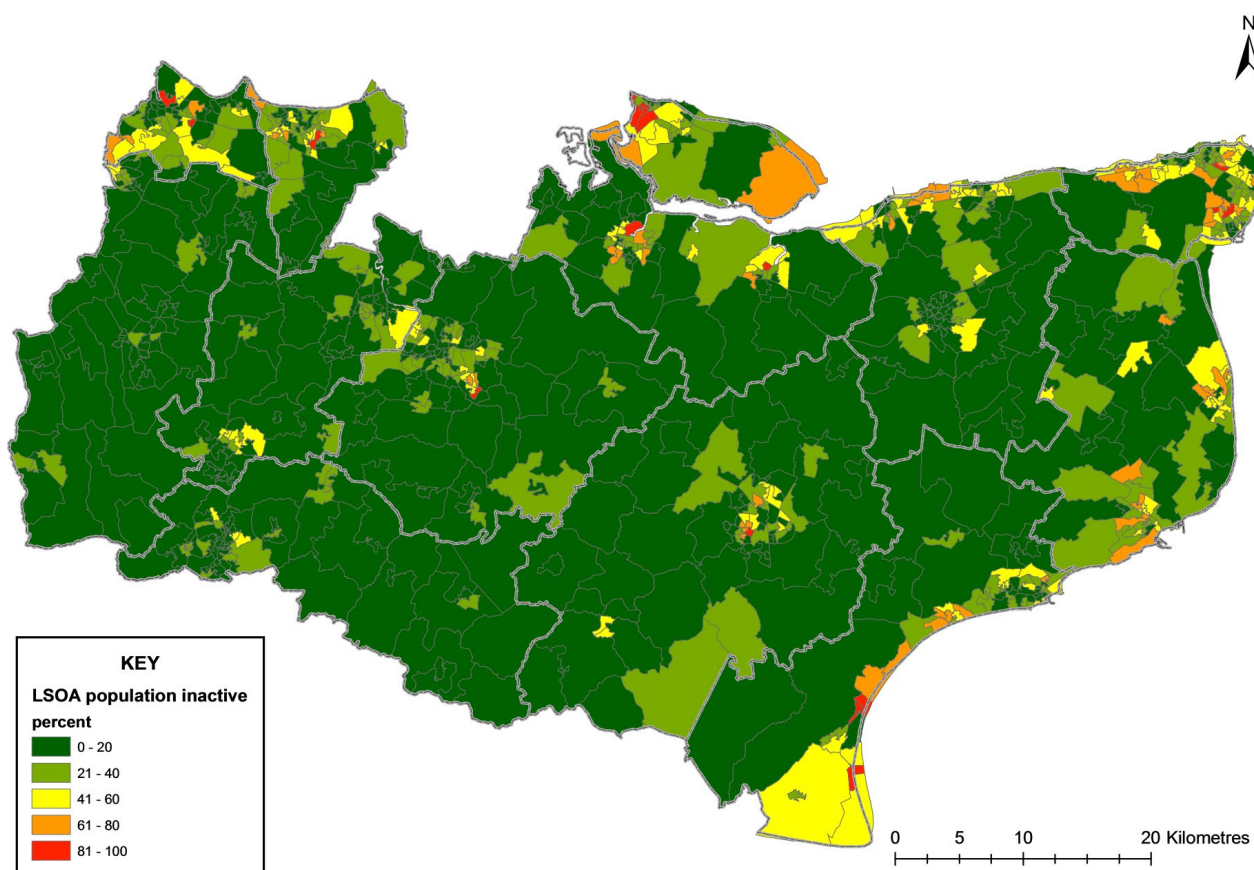 N
KEY
LSOA population inactive
percent
0 - 20
21 - 40
41 - 60
61 - 80
81 - 100
0 5 10 20 Kilometres